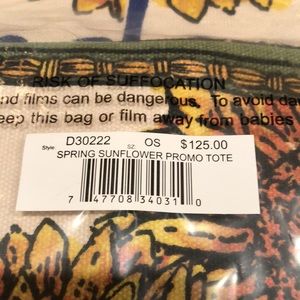 RISK OF SUFFOCATION
and films can be dangerous. To avoid da
eep this bag or film away from babies
Style: D30222 SZ: OS $125.00
SPRING SUNFLOWER PROMO TOTE
7 47708 34031 0